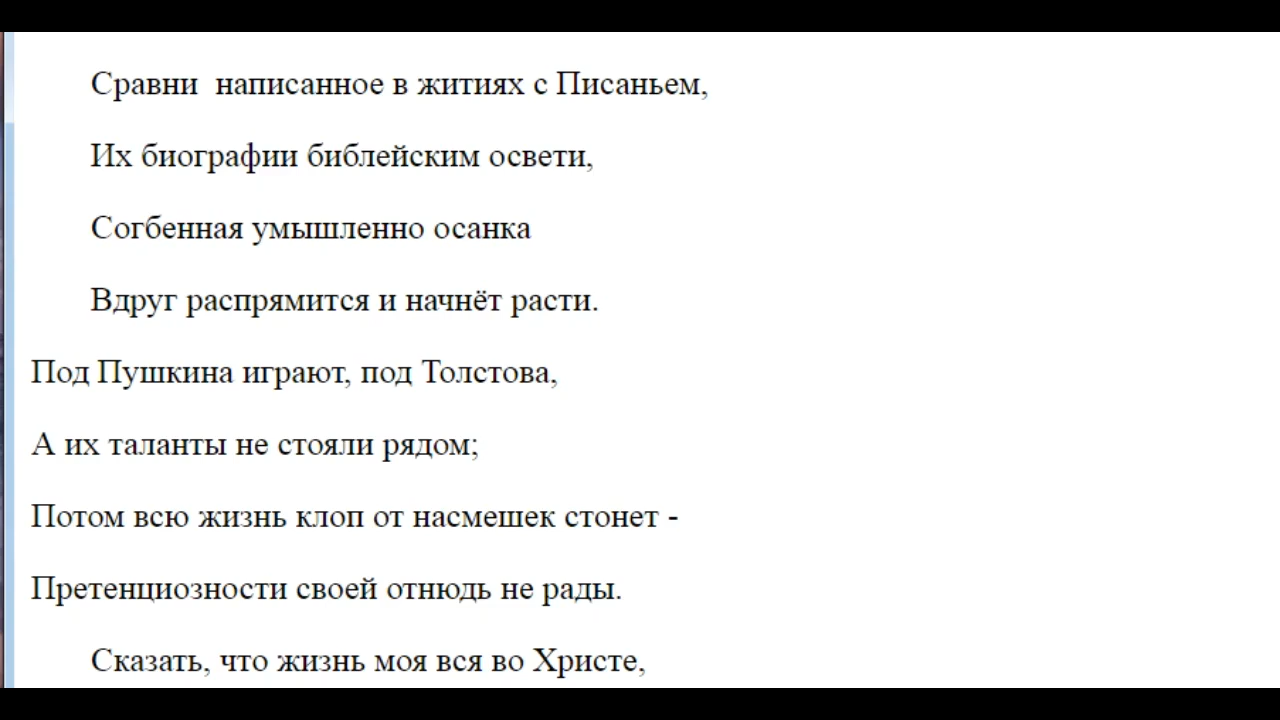 Сравни  написанное в житиях с Писаньем,
Их биографии библейским освети,
Согбенная умышленно осанка
Вдруг распрямится и начнёт расти.
Под Пушкина играют, под Толстова,
А их таланты не стояли рядом;
Потом всю жизнь клоп от насмешек стонет -
Претенциозности своей отнюдь не рады.
Сказать, что жизнь моя вся во Христе,